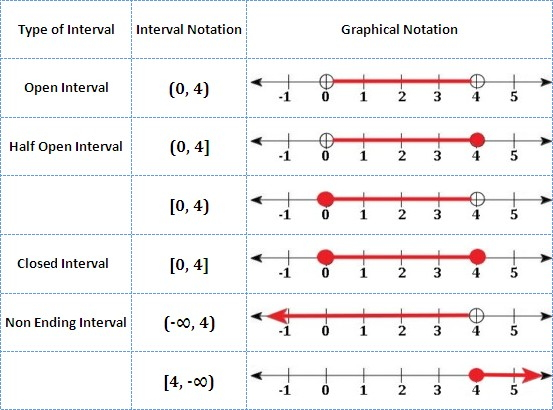 Type of Interval Interval Notation Graphical Notation
Open Interval (0, 4)
-1 0 1 2 3 4 5
Half Open Interval (0, 4]
-1 0 1 2 3 4 5
[0, 4)
-1 0 1 2 3 4 5
Closed Interval [0, 4]
-1 0 1 2 3 4 5
Non Ending Interval (-∞, 4)
-1 0 1 2 3 4 5
[4, -∞)
-1 0 1 2 3 4 5